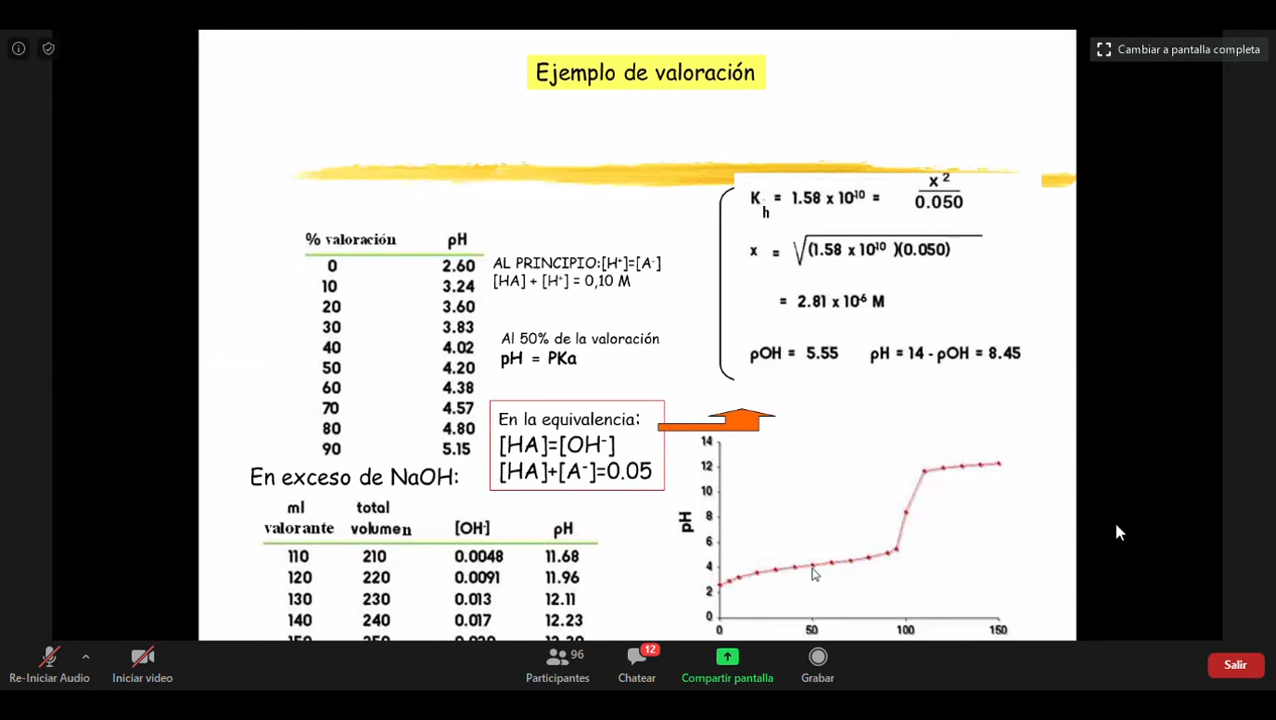 Cambiar a pantalla completa
Ejemplo de valoración
% valoración pH
0 2.60
10 3.24
20 3.60
30 3.83
40 4.02
50 4.20
60 4.38
70 4.57
80 4.80
90 5.15
AL PRINCIPIO:[H⁺]=[A⁻]
[HA] + [H⁺] = 0,10 M
Al 50% de la valoración
pH = PKa
En la equivalencia:
[HA]=[OH⁻]
[HA]+[A⁻]=0.05
K h = 1.58 x 10¹⁰ = x ² / 0.050
x = √(1.58 x 10¹⁰ )(0.050)
= 2.81 x 10⁻⁶ M
pOH = 5.55 pH = 14 - pOH = 8.45
En exceso de NaOH:
ml valorante total volumen [OH⁻] pH
110 210 0.0048 11.68
120 220 0.0091 11.96
130 230 0.013 12.11
140 240 0.017 12.23
pH
14
12
10
8
6
4
2
0
0 50 100 150
Re-Iniciar Audio
Iniciar video
96
Participantes
12
Chatear
Compartir pantalla
Grabar
Salir